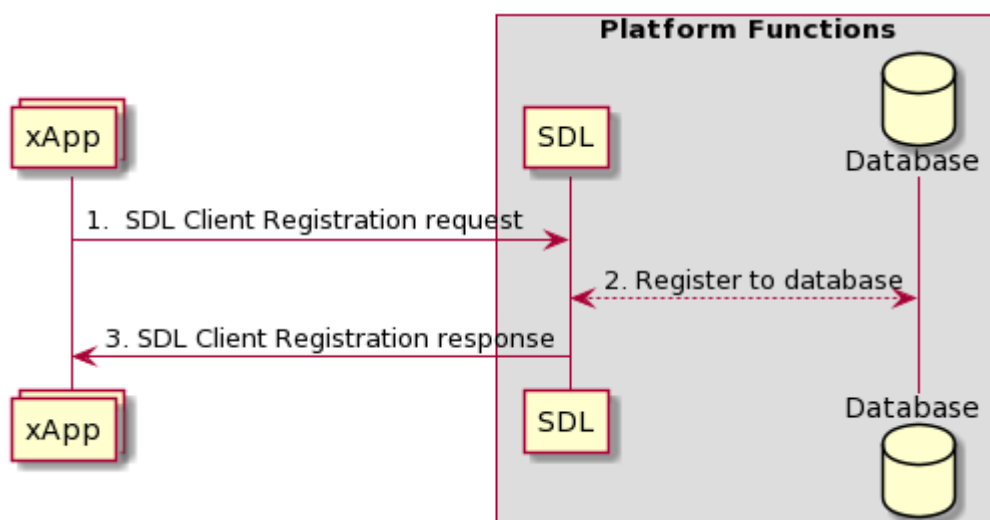 Platform Functions
xApp
SDL
Database
1.  SDL Client Registration request
2. Register to database
3. SDL Client Registration response
xApp
SDL
Database